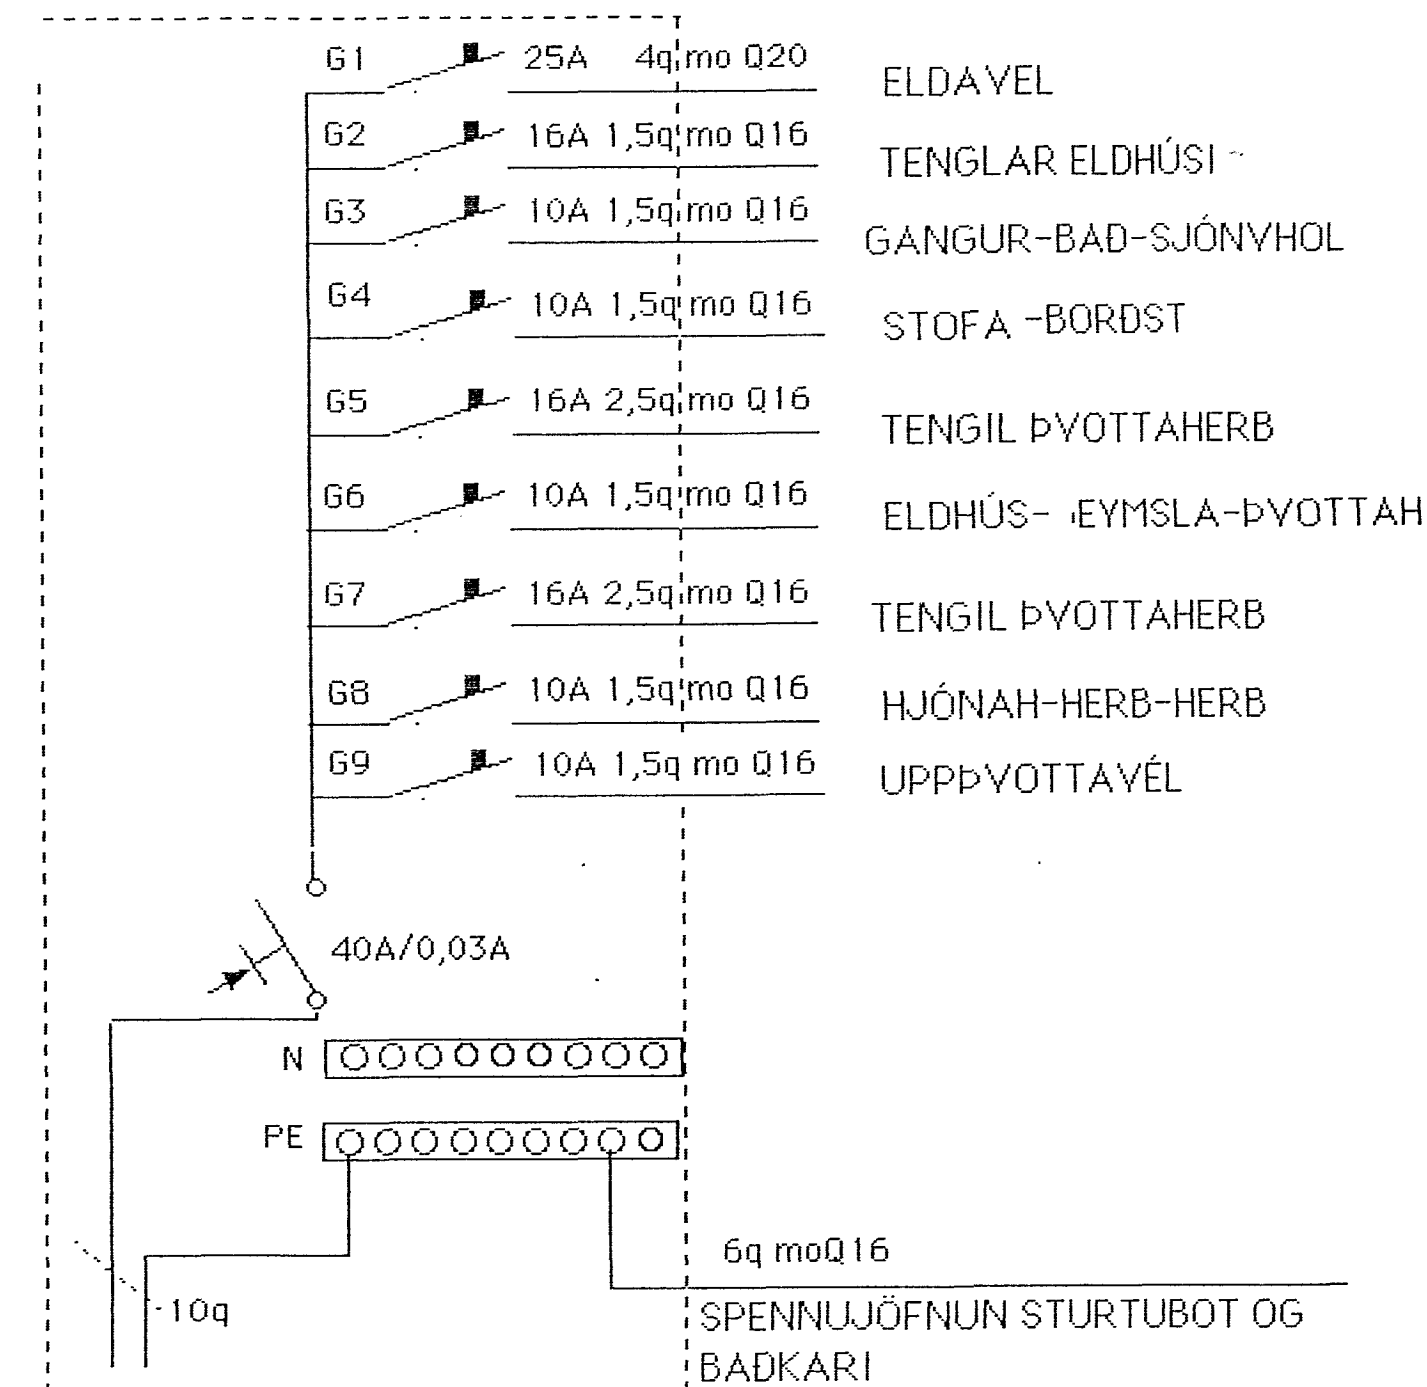 G1 25A 4q mo Q20 ELDAVEL
G2 16A 1,5q mo Q16 TENGLAR ELDHÚSI
G3 10A 1,5q mo Q16 GANGUR-BAÐ-SJÓNVHOL
G4 10A 1,5q mo Q16 STOFA -BORÐST
G5 16A 2,5q mo Q16 TENGIL ÞVOTTAHERB
G6 10A 1,5q mo Q16 ELDHÚS- EYMSLA-ÞVOTTAH
G7 16A 2,5q mo Q16 TENGIL ÞVOTTAHERB
G8 10A 1,5q mo Q16 HJÓNAH-HERB-HERB
G9 10A 1,5q mo Q16 UPPÞVOTTAVÉL
40A/0,03A
N
PE
6q moQ16
10q
SPENNUJÖFNUN STURTUBOT OG
BAÐKARI